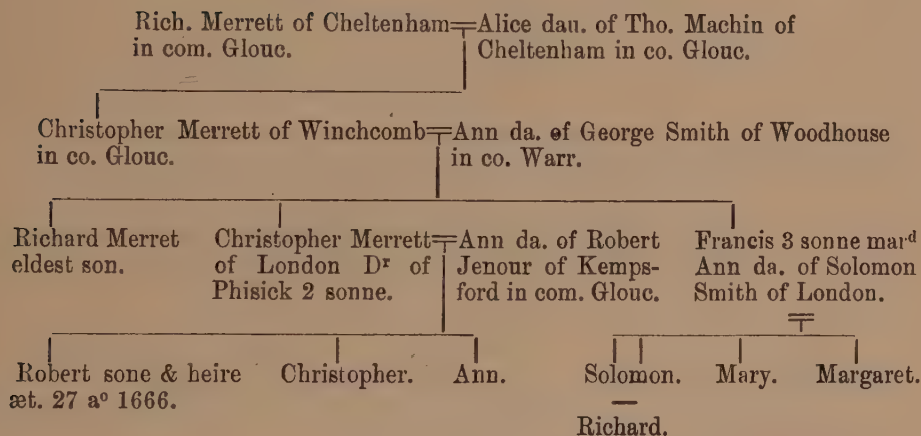 Rich. Merrett of Cheltenham
in com. Glouc.
Alice dau. of Tho. Machin of
Cheltenham in co. Glouc.
Christopher Merrett of Winchcomb
in co. Glouc.
Ann da. of George Smith of Woodhouse
in co. Warr.
Richard Merret
eldest son.
Christopher Merrett
of London Dʳ of
Phisick 2 sonne.
Ann da. of Robert
Jenour of Kemps-
ford in com. Glouc.
Francis 3 sonne mar·ᵈ
Ann da. of Solomon
Smith of London.
Robert sone & heire
æt. 27 aº 1666.
Christopher.
Ann.
Solomon.
Richard.
Mary.
Margaret.